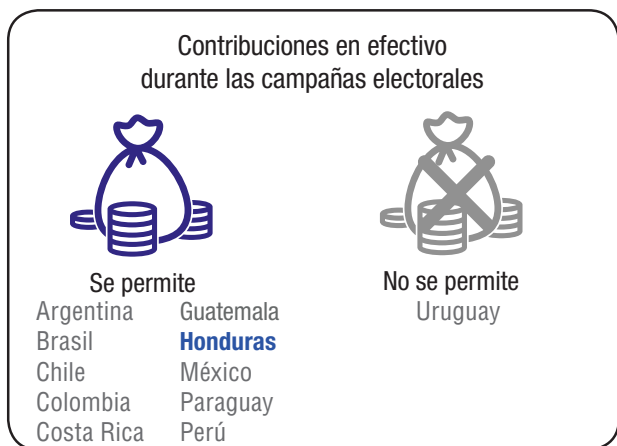 Contribuciones en efectivo
durante las campañas electorales
Se permite
Argentina
Brasil
Chile
Colombia
Costa Rica
Guatemala
Honduras
México
Paraguay
Perú
No se permite
Uruguay